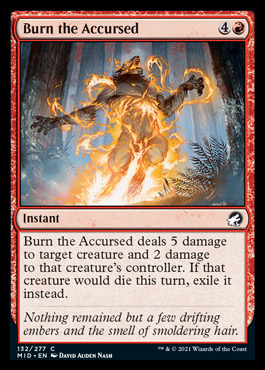 Burn the Accursed 4
Instant
Burn the Accursed deals 5 damage
to target creature and 2 damage
to that creature's controller. If that
creature would die this turn, exile it
instead.
Nothing remained but a few drifting
embers and the smell of smoldering hair.
132/277 C
MID • EN DAVID AUDEN NASH ™ & © 2021 Wizards of the Coast